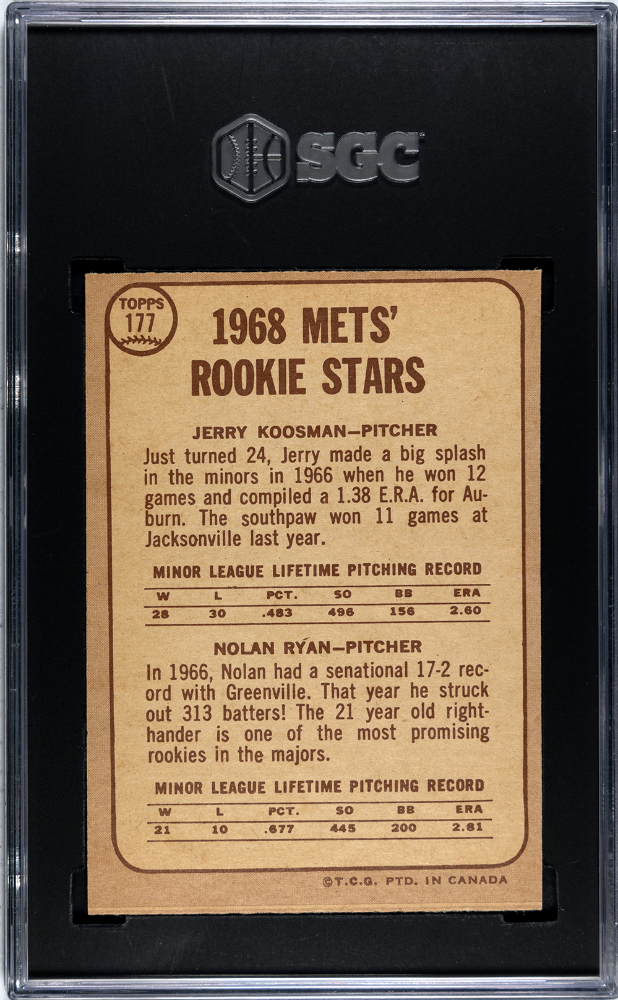 SGC
TOPPS
177
1968 METS'
ROOKIE STARS
JERRY KOOSMAN—PITCHER
Just turned 24, Jerry made a big splash
in the minors in 1966 when he won 12
games and compiled a 1.38 E.R.A. for Au-
burn. The southpaw won 11 games at
Jacksonville last year.
MINOR LEAGUE LIFETIME PITCHING RECORD
W L PCT. SO BB ERA
28 30 .483 496 156 2.60
NOLAN RYAN—PITCHER
In 1966, Nolan had a senational 17-2 rec-
ord with Greenville. That year he struck
out 313 batters! The 21 year old right-
hander is one of the most promising
rookies in the majors.
MINOR LEAGUE LIFETIME PITCHING RECORD
W L PCT. SO BB ERA
21 10 .677 445 200 2.81
©T.C.G. PTD. IN CANADA